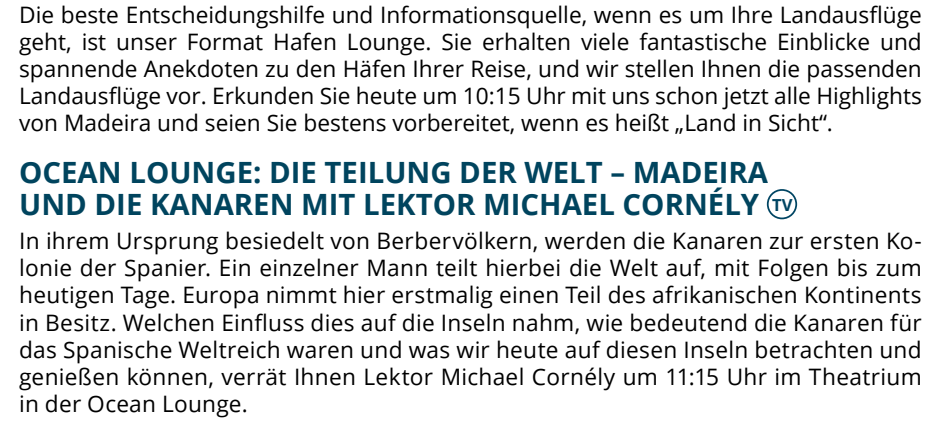 Die beste Entscheidungshilfe und Informationsquelle, wenn es um Ihre Landausflüge
geht, ist unser Format Hafen Lounge. Sie erhalten viele fantastische Einblicke und
spannende Anekdoten zu den Häfen Ihrer Reise, und wir stellen Ihnen die passenden
Landausflüge vor. Erkunden Sie heute um 10:15 Uhr mit uns schon jetzt alle Highlights
von Madeira und seien Sie bestens vorbereitet, wenn es heißt „Land in Sicht“.
OCEAN LOUNGE: DIE TEILUNG DER WELT – MADEIRA
UND DIE KANAREN MIT LEKTOR MICHAEL CORNÉLY TV
In ihrem Ursprung besiedelt von Berbervölkern, werden die Kanaren zur ersten Ko-
lonie der Spanier. Ein einzelner Mann teilt hierbei die Welt auf, mit Folgen bis zum
heutigen Tage. Europa nimmt hier erstmalig einen Teil des afrikanischen Kontinents
in Besitz. Welchen Einfluss dies auf die Inseln nahm, wie bedeutend die Kanaren für
das Spanische Weltreich waren und was wir heute auf diesen Inseln betrachten und
genießen können, verrät Ihnen Lektor Michael Cornély um 11:15 Uhr im Theatrium
in der Ocean Lounge.